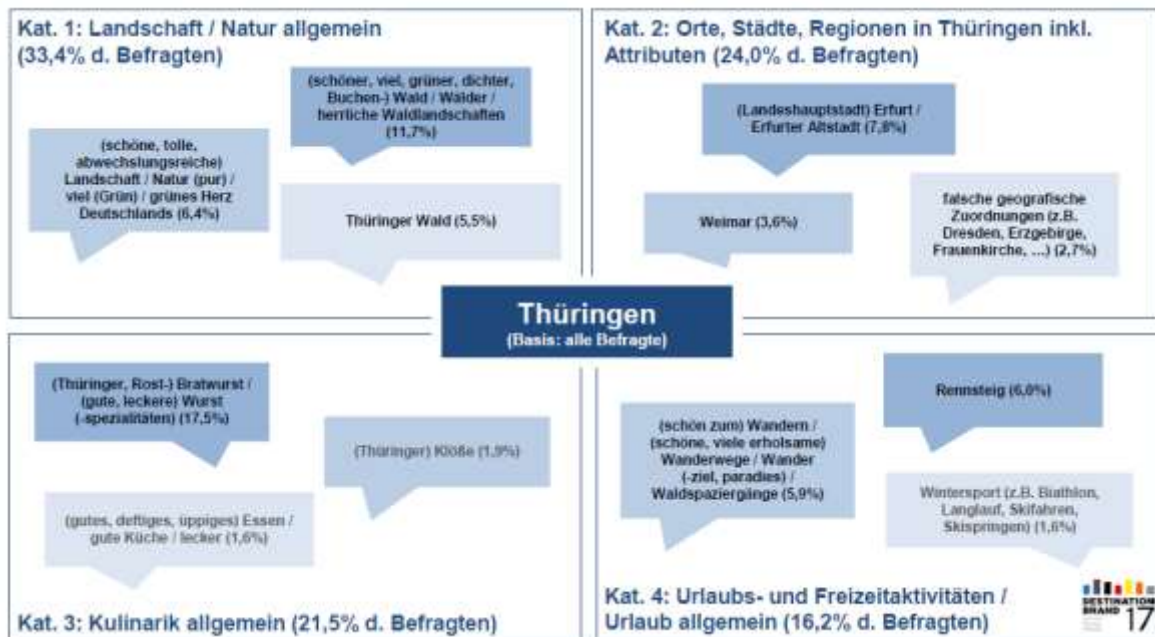 Kat. 1: Landschaft / Natur allgemein
(33,4% d. Befragten)
(schöner, viel, grüner, dichter,
Buchen-) Wald / Wälder /
herrliche Waldlandschaften
(11,7%)
(schöne, tolle,
abwechslungsreiche)
Landschaft / Natur (pur) /
viel (Grün) / grünes Herz
Deutschlands (6,4%)
Thüringer Wald (5,5%)
Kat. 2: Orte, Städte, Regionen in Thüringen inkl.
Attributen (24,0% d. Befragten)
(Landeshauptstadt) Erfurt /
Erfurter Altstadt (7,8%)
Weimar (3,6%)
falsche geografische
Zuordnungen (z.B.
Dresden, Erzgebirge,
Frauenkirche, ...) (2,7%)
Thüringen
(Basis: alle Befragte)
(Thüringer, Rost-) Bratwurst /
(gute, leckere) Wurst
(-spezialitäten) (17,5%)
(Thüringer) Klöße (1,9%)
(gutes, deftiges, üppiges) Essen /
gute Küche / lecker (1,6%)
Kat. 3: Kulinarik allgemein (21,5% d. Befragten)
Rennsteig (6,0%)
(schön zum) Wandern /
(schöne, viele erholsame)
Wanderwege / Wander
(-ziel, paradies) /
Waldspaziergänge (5,9%)
Wintersport (z.B. Biathlon,
Langlauf, Skifahren,
Skispringen) (1,6%)
Kat. 4: Urlaubs- und Freizeitaktivitäten /
Urlaub allgemein (16,2% d. Befragten)
DESTINATION
BRAND 17